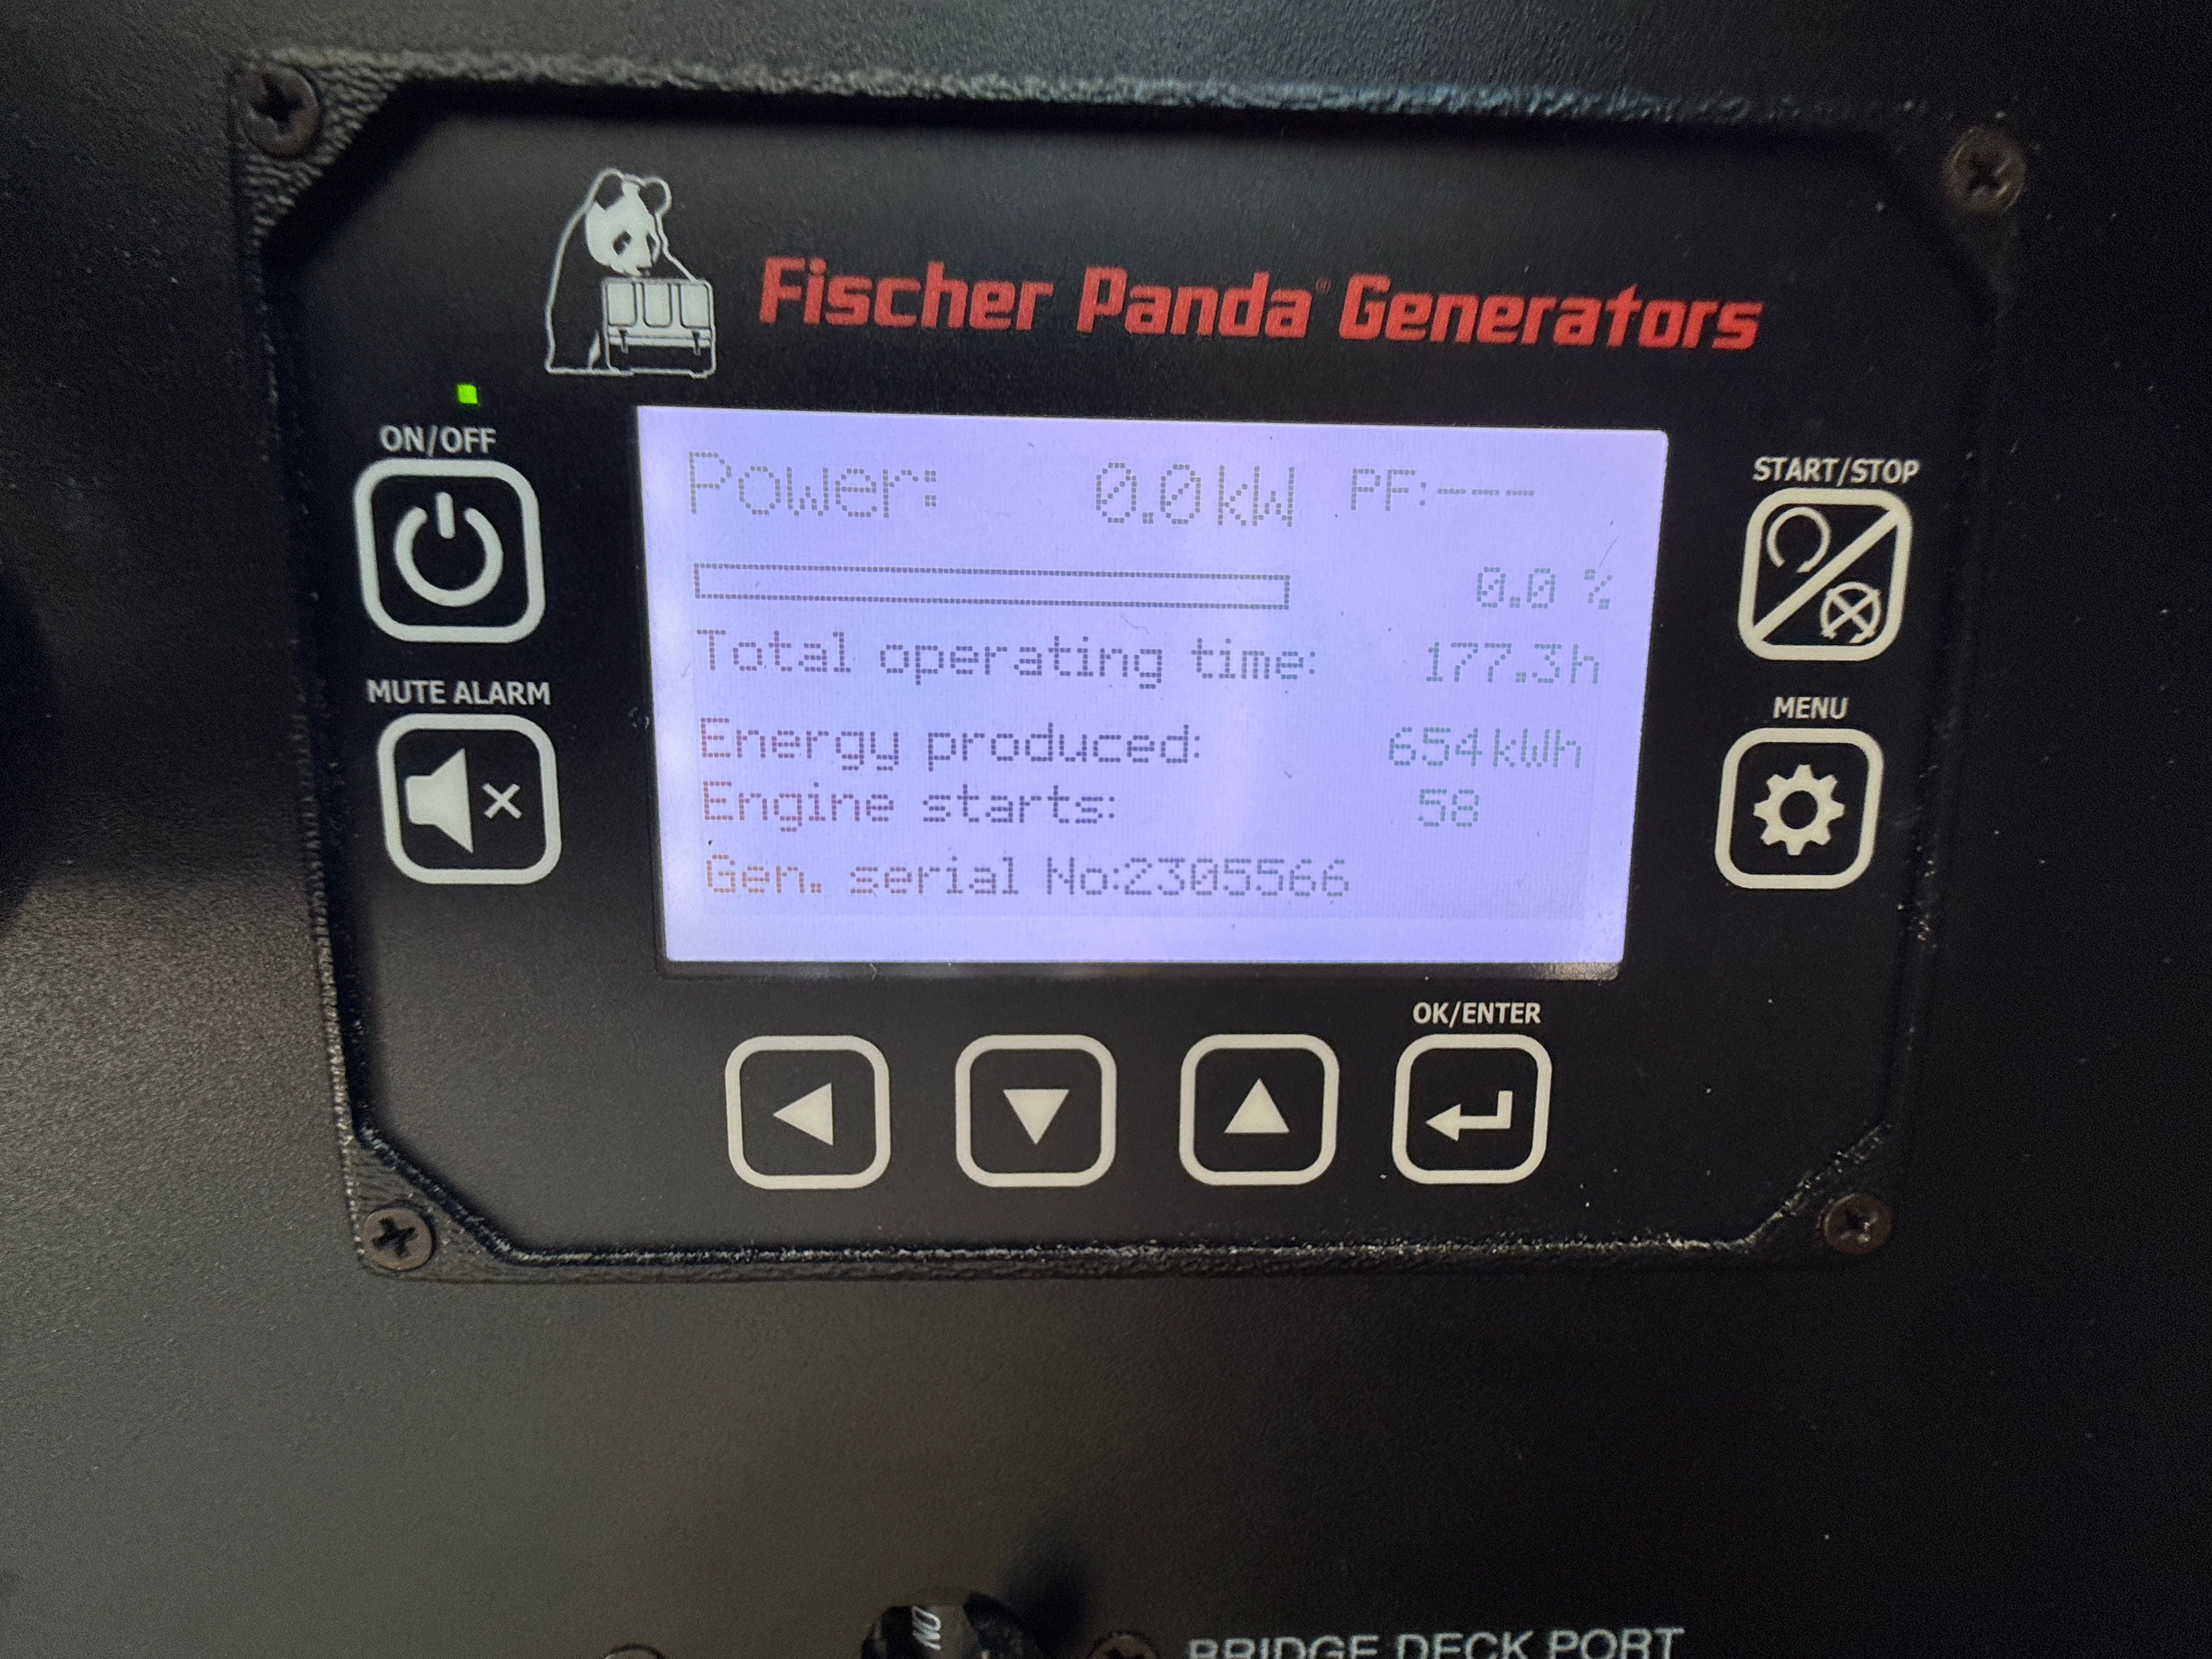 Fischer Panda® Generators
ON/OFF
START/STOP
Power: 0.0kW PF:---
0.0 %
Total operating time: 177.3h
MUTE ALARM
MENU
Energy produced: 654kWh
Engine starts: 58
Gen. serial No:2305566
OK/ENTER
ON
BRIDGE DECK PORT